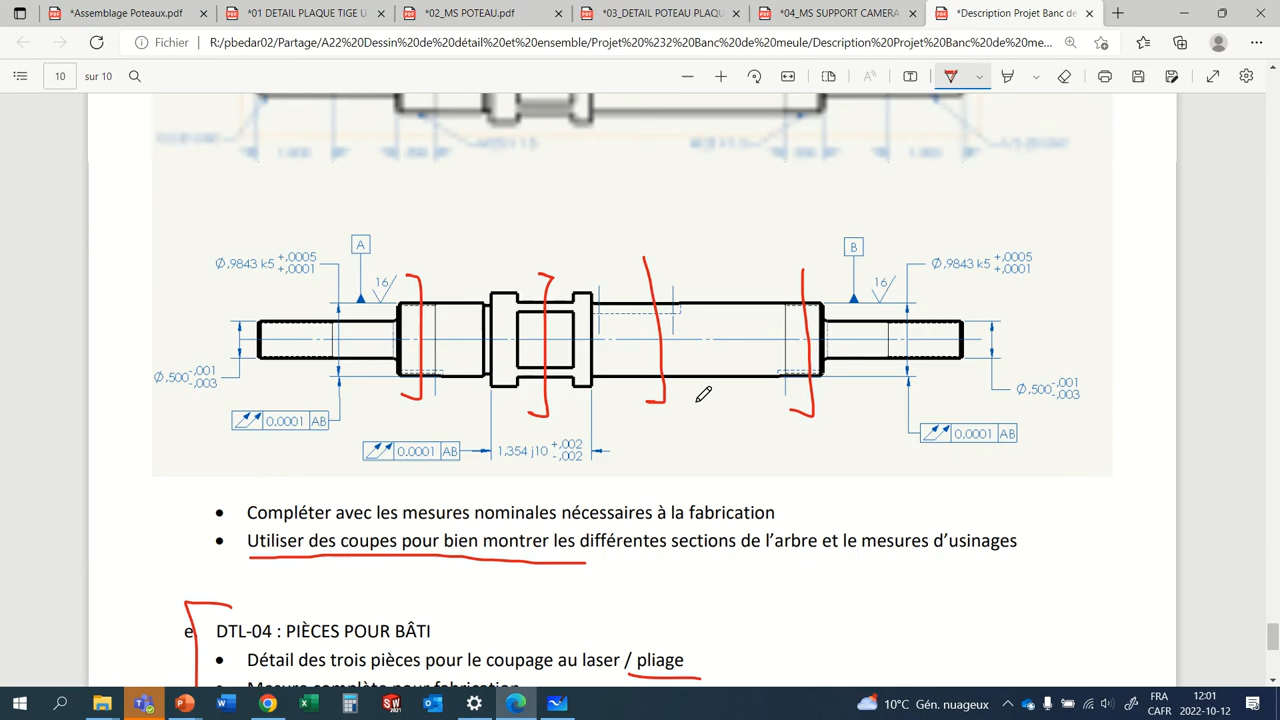 *Assemblage Poteaux.pdf
*01 DETAIL PLAQUE TIGE U
*02_MS POTEAU.pdf
*03_DETAIL POTEAU PLAQU
*04_MS SUPPORT CAMERA
*Description Projet Banc de
Fichier
R:/pbedar02/Partage/A22%20Dessin%20de%20détail%20et%20ensemble/Projet%20%232%20Banc%20de%20meule/Description%20Projet%20Banc%20de%20me...
10 sur 10
A B
Ø,9843 k5 +,0005 -,0001 16
16 Ø,9843 k5 +,0005 +,0001
Ø,500 -,001 -,003
Ø,500 -,001 -,003
0.0001 AB
0.0001 AB
0.0001 AB 1,354 j10 +,002 -,002
• Compléter avec les mesures nominales nécessaires à la fabrication
• Utiliser des coupes pour bien montrer les différentes sections de l’arbre et le mesures d’usinages
e. DTL-04 : PIÈCES POUR BÂTI
• Détail des trois pièces pour le coupage au laser / pliage
• Mesure complète pour fabrication
10°C Gén. nuageux
FRA
CAFR
12:01
2022-10-12